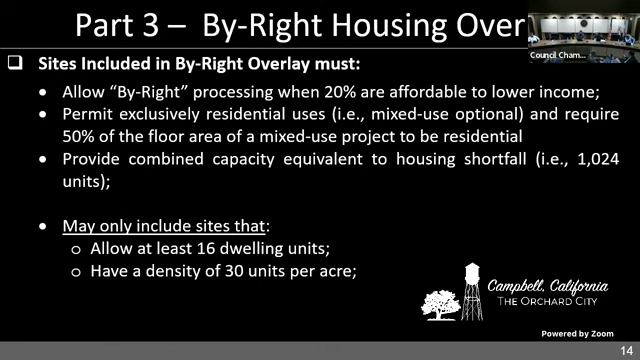 Part 3 – By-Right Housing Over
Council Cham...
❑ Sites Included in By-Right Overlay must:
• Allow “By-Right” processing when 20% are affordable to lower income;
• Permit exclusively residential uses (i.e., mixed-use optional) and require
50% of the floor area of a mixed-use project to be residential
• Provide combined capacity equivalent to housing shortfall (i.e., 1,024
units);
• May only include sites that:
o Allow at least 16 dwelling units;
o Have a density of 30 units per acre;
Campbell, California
THE ORCHARD CITY
Powered by Zoom
14